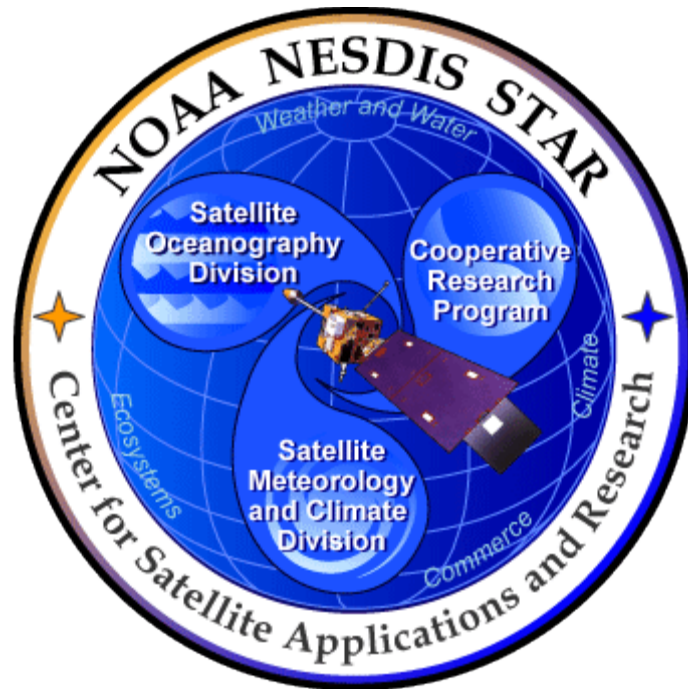 NOAA NESDIS STAR
Weather and Water
Satellite
Oceanography
Division
Cooperative
Research
Program
Climate
Ecosystems
Satellite
Meteorology
and Climate
Division
Commerce
Center for Satellite Applications and Research